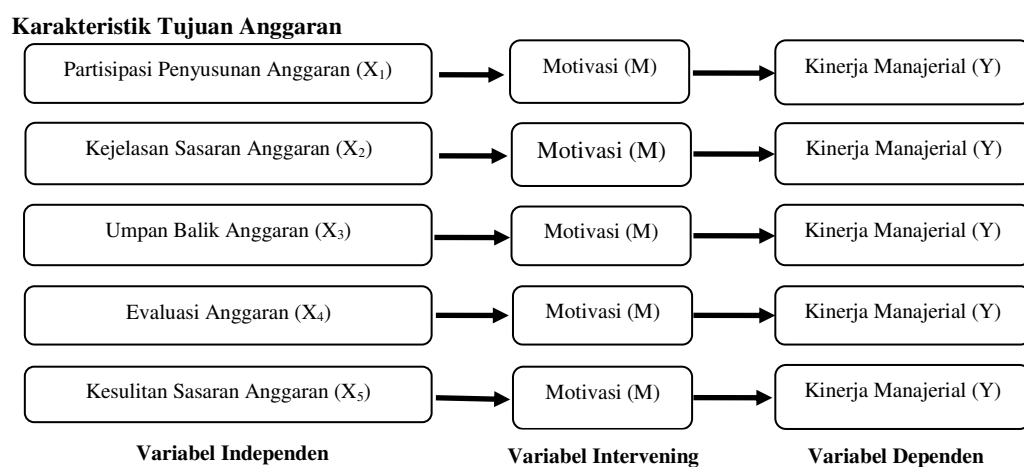 Karakteristik Tujuan Anggaran
Partisipasi Penyusunan Anggaran (X₁)
Motivasi (M)
Kinerja Manajerial (Y)
Kejelasan Sasaran Anggaran (X₂)
Motivasi (M)
Kinerja Manajerial (Y)
Umpan Balik Anggaran (X₃)
Motivasi (M)
Kinerja Manajerial (Y)
Evaluasi Anggaran (X₄)
Motivasi (M)
Kinerja Manajerial (Y)
Kesulitan Sasaran Anggaran (X₅)
Motivasi (M)
Kinerja Manajerial (Y)
Variabel Independen
Variabel Intervening
Variabel Dependen